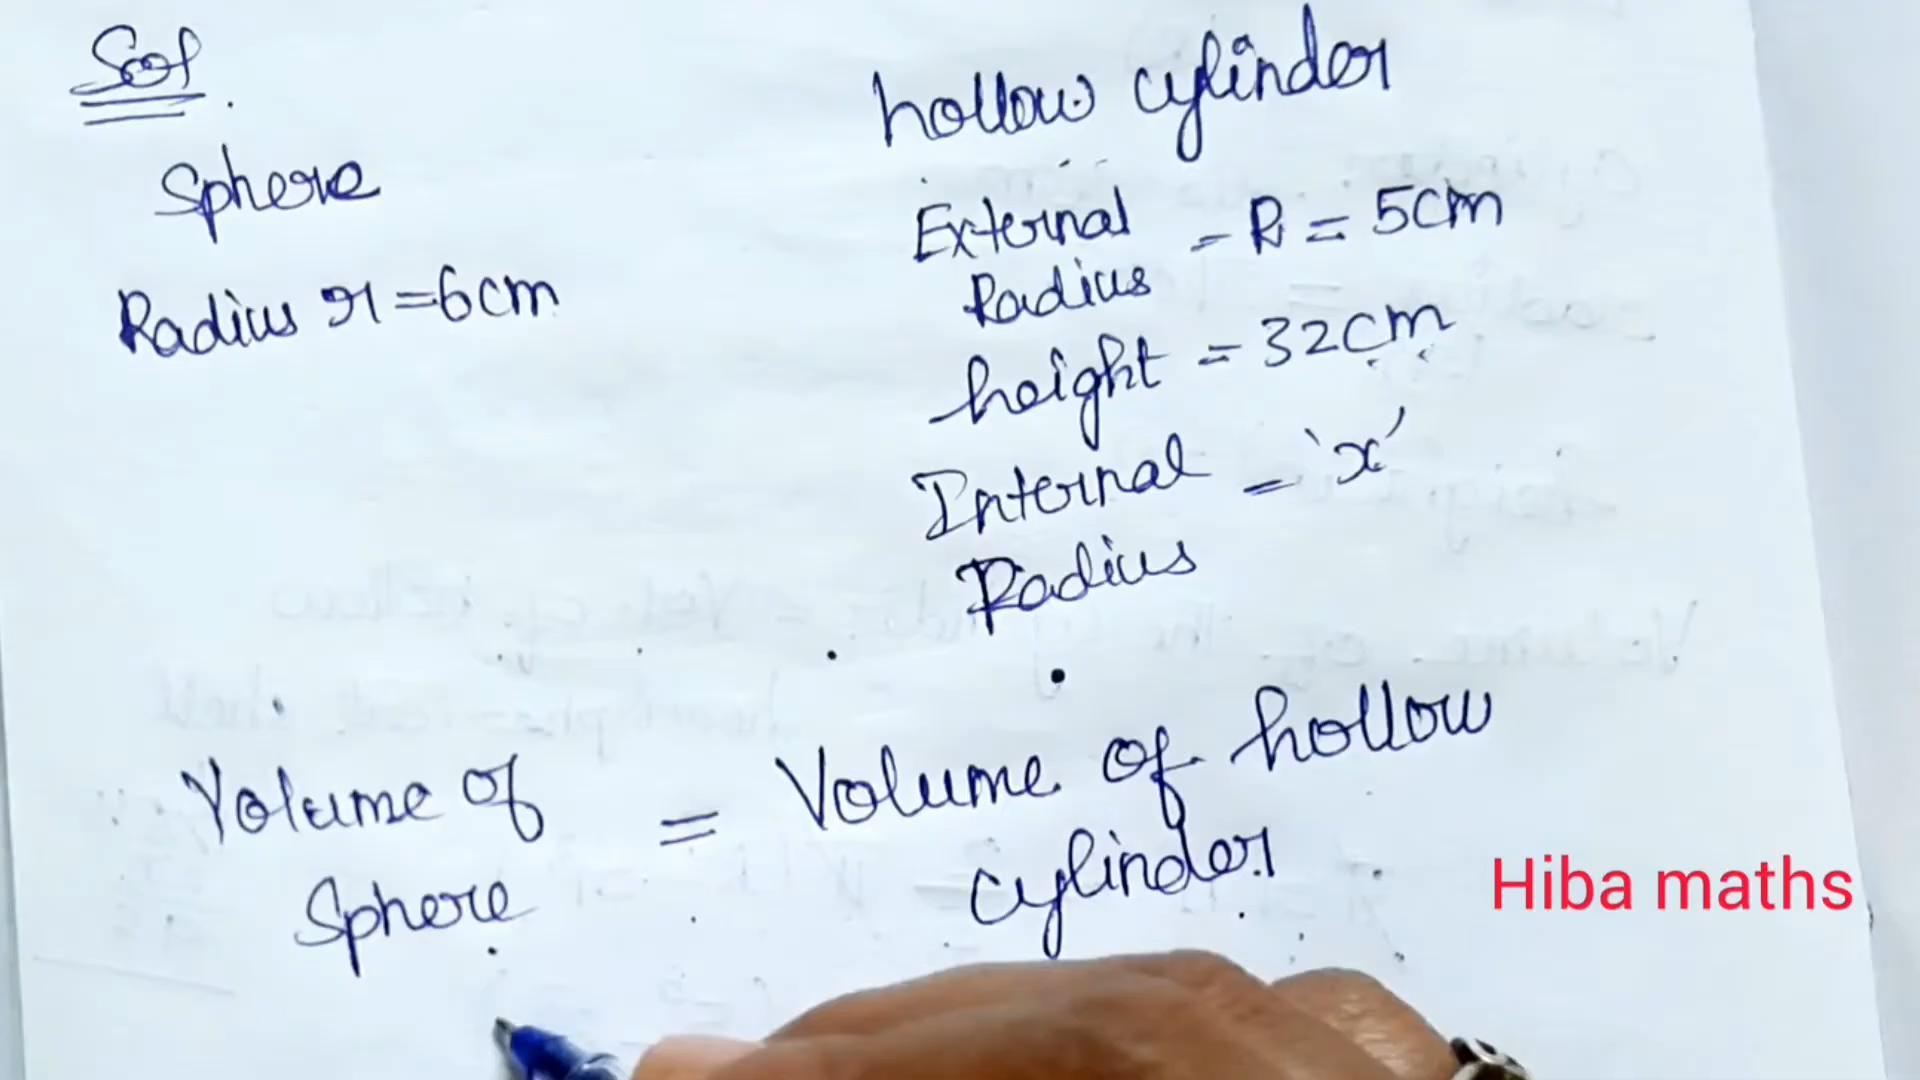 Sol.
Sphere
Radius r = 6cm
hollow cylinder
External Radius - R = 5cm
height = 32cm
Internal Radius = 'x'
Volume of Sphere = Volume of hollow cylinder
Hiba maths